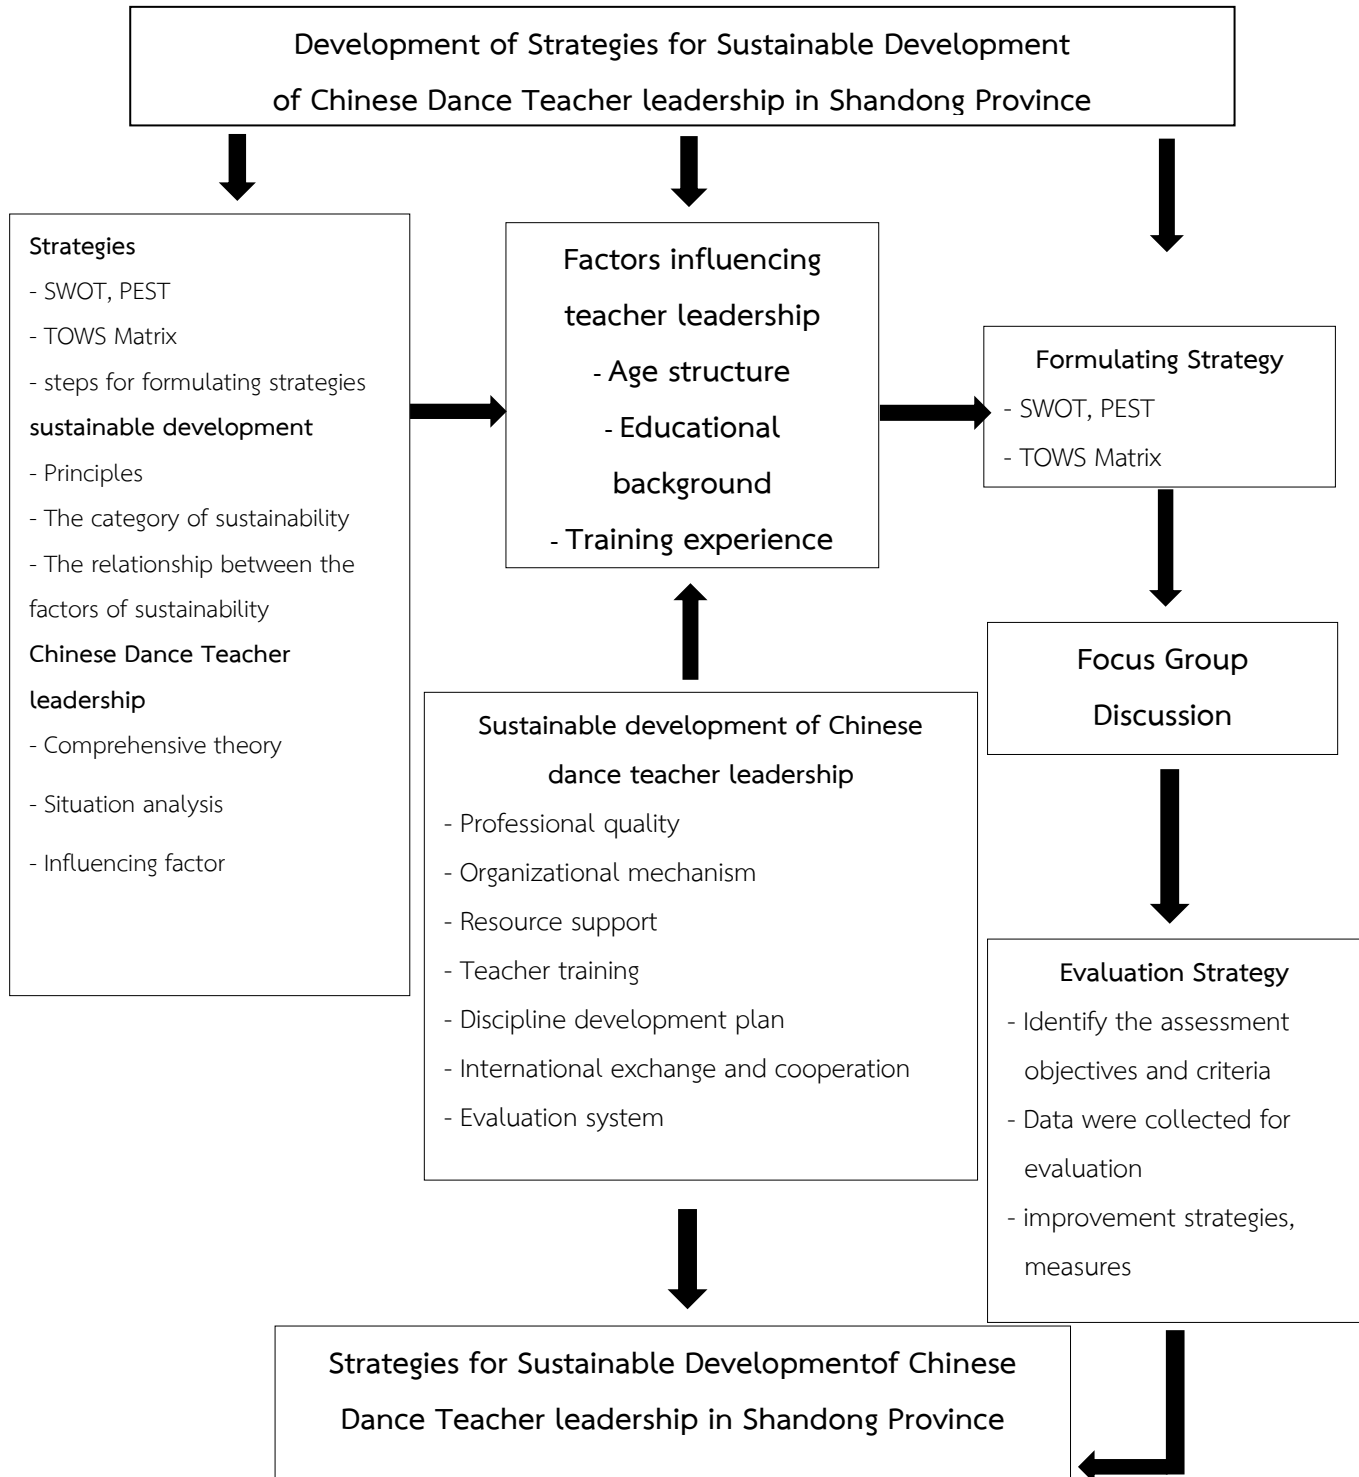 Development of Strategies for Sustainable Development
of Chinese Dance Teacher leadership in Shandong Province
Strategies
- SWOT, PEST
- TOWS Matrix
- steps for formulating strategies
sustainable development
- Principles
- The category of sustainability
- The relationship between the
factors of sustainability
Chinese Dance Teacher
leadership
- Comprehensive theory
- Situation analysis
- Influencing factor
Factors influencing
teacher leadership
- Age structure
- Educational
background
- Training experience
Formulating Strategy
- SWOT, PEST
- TOWS Matrix
Sustainable development of Chinese
dance teacher leadership
- Professional quality
- Organizational mechanism
- Resource support
- Teacher training
- Discipline development plan
- International exchange and cooperation
- Evaluation system
Focus Group
Discussion
Evaluation Strategy
- Identify the assessment
objectives and criteria
- Data were collected for
evaluation
- improvement strategies,
measures
Strategies for Sustainable Developmentof Chinese
Dance Teacher leadership in Shandong Province